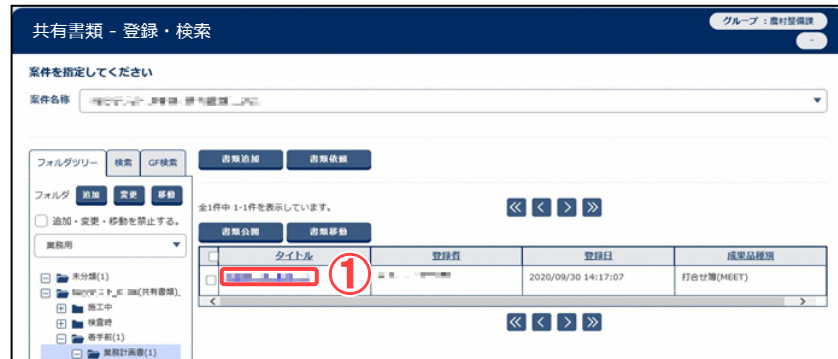 共有書類 - 登録・検索
グループ ：農村整備課
-
案件を指定してください
案件名称
フォルダツリー 検索 GF検索
書類追加 書類依頼
フォルダ 追加 変更 移動
全1件中 1-1件を表示しています。
追加・変更・移動を禁止する。
書類公開 書類移動
業務用
タイトル 登録者 登録日 成果品種別
① 2020/09/30 14:17:07 打合せ簿(MEET)
未分類(1)
(共有書類)
施工中
検査時
着手前(1)
業務計画書(1)